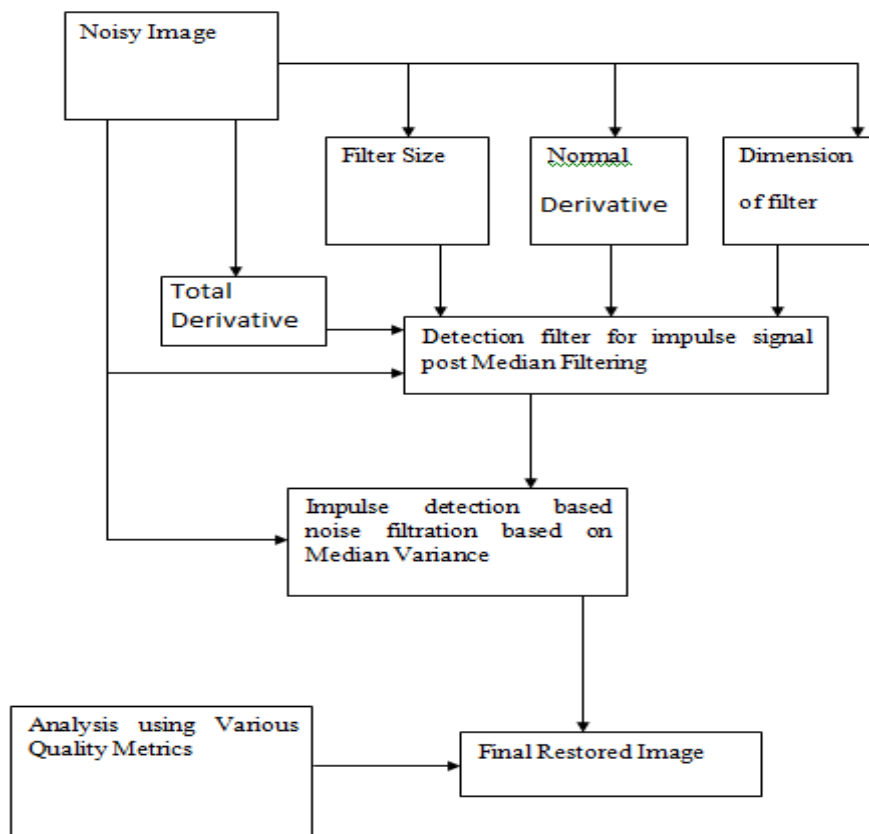 Noisy Image
Filter Size
Normal
Derivative
Dimension
of filter
Total
Derivative
Detection filter for impulse signal
post Median Filtering
Impulse detection based
noise filtration based on
Median Variance
Analysis using Various
Quality Metrics
Final Restored Image